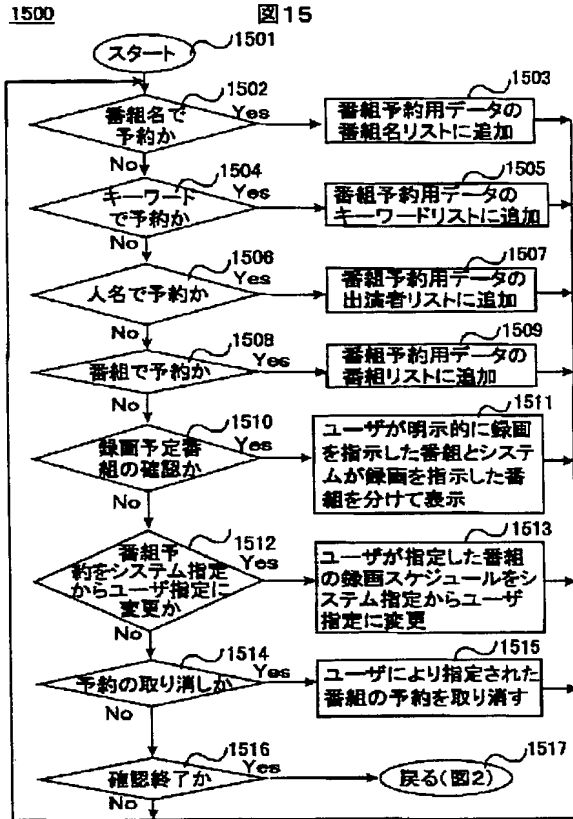 1500
図15
スタート
1501
番組名で
予約か
1502
Yes
No
番組予約用データの
番組名リストに追加
1503
キーワード
で予約か
1504
Yes
No
番組予約用データの
キーワードリストに追加
1505
人名で予約か
1506
Yes
No
番組予約用データの
出演者リストに追加
1507
番組で予約か
1508
Yes
No
番組予約用データの
番組リストに追加
1509
録画予定番
組の確認か
1510
Yes
No
ユーザが明示的に録画
を指示した番組とシステ
ムが録画を指示した番
組を分けて表示
1511
番組予
約をシステム指定
からユーザ指定に
変更か
1512
Yes
No
ユーザが指定した番組
の録画スケジュールをシ
ステム指定からユーザ
指定に変更
1513
予約の取り消しか
1514
Yes
No
ユーザにより指定された
番組の予約を取り消す
1515
確認終了か
1516
Yes
No
戻る(図2)
1517